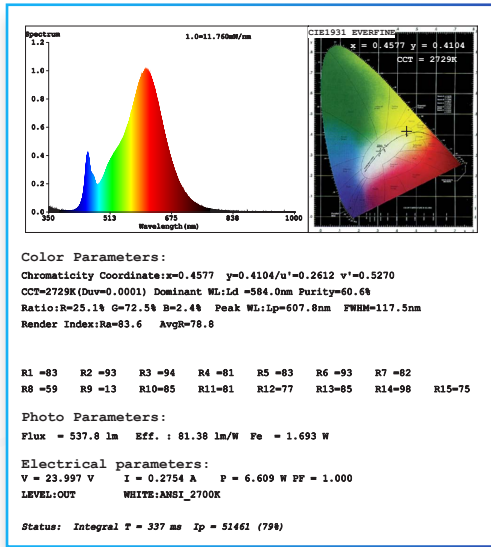 Spectrum
1.0=11.760mW/nm
1.2
1.0
0.8
0.6
0.4
0.2
0.0
350 513 675 838 1000
Wavelength(nm)
CIE1931 EVERFINE
x = 0.4577 y = 0.4104
CCT = 2729K
Color Parameters:
Chromaticity Coordinate:x=0.4577 y=0.4104/u'=0.2612 v'=0.5270
CCT=2729K(Duv=0.0001) Dominant WL:Ld =584.0nm Purity=60.6%
Ratio:R=25.1% G=72.5% B=2.4% Peak WL:Lp=607.8nm FWHM=117.5nm
Render Index:Ra=83.6 AvgR=78.8
R1 =83 R2 =93 R3 =94 R4 =81 R5 =83 R6 =93 R7 =82
R8 =59 R9 =13 R10=85 R11=81 R12=77 R13=85 R14=98 R15=75
Photo Parameters:
Flux = 537.8 lm Eff. : 81.38 lm/W Fe = 1.693 W
Electrical parameters:
V = 23.997 V I = 0.2754 A P = 6.609 W PF = 1.000
LEVEL:OUT WHITE:ANSI_2700K
Status: Integral T = 337 ms Ip = 51461 (79%)